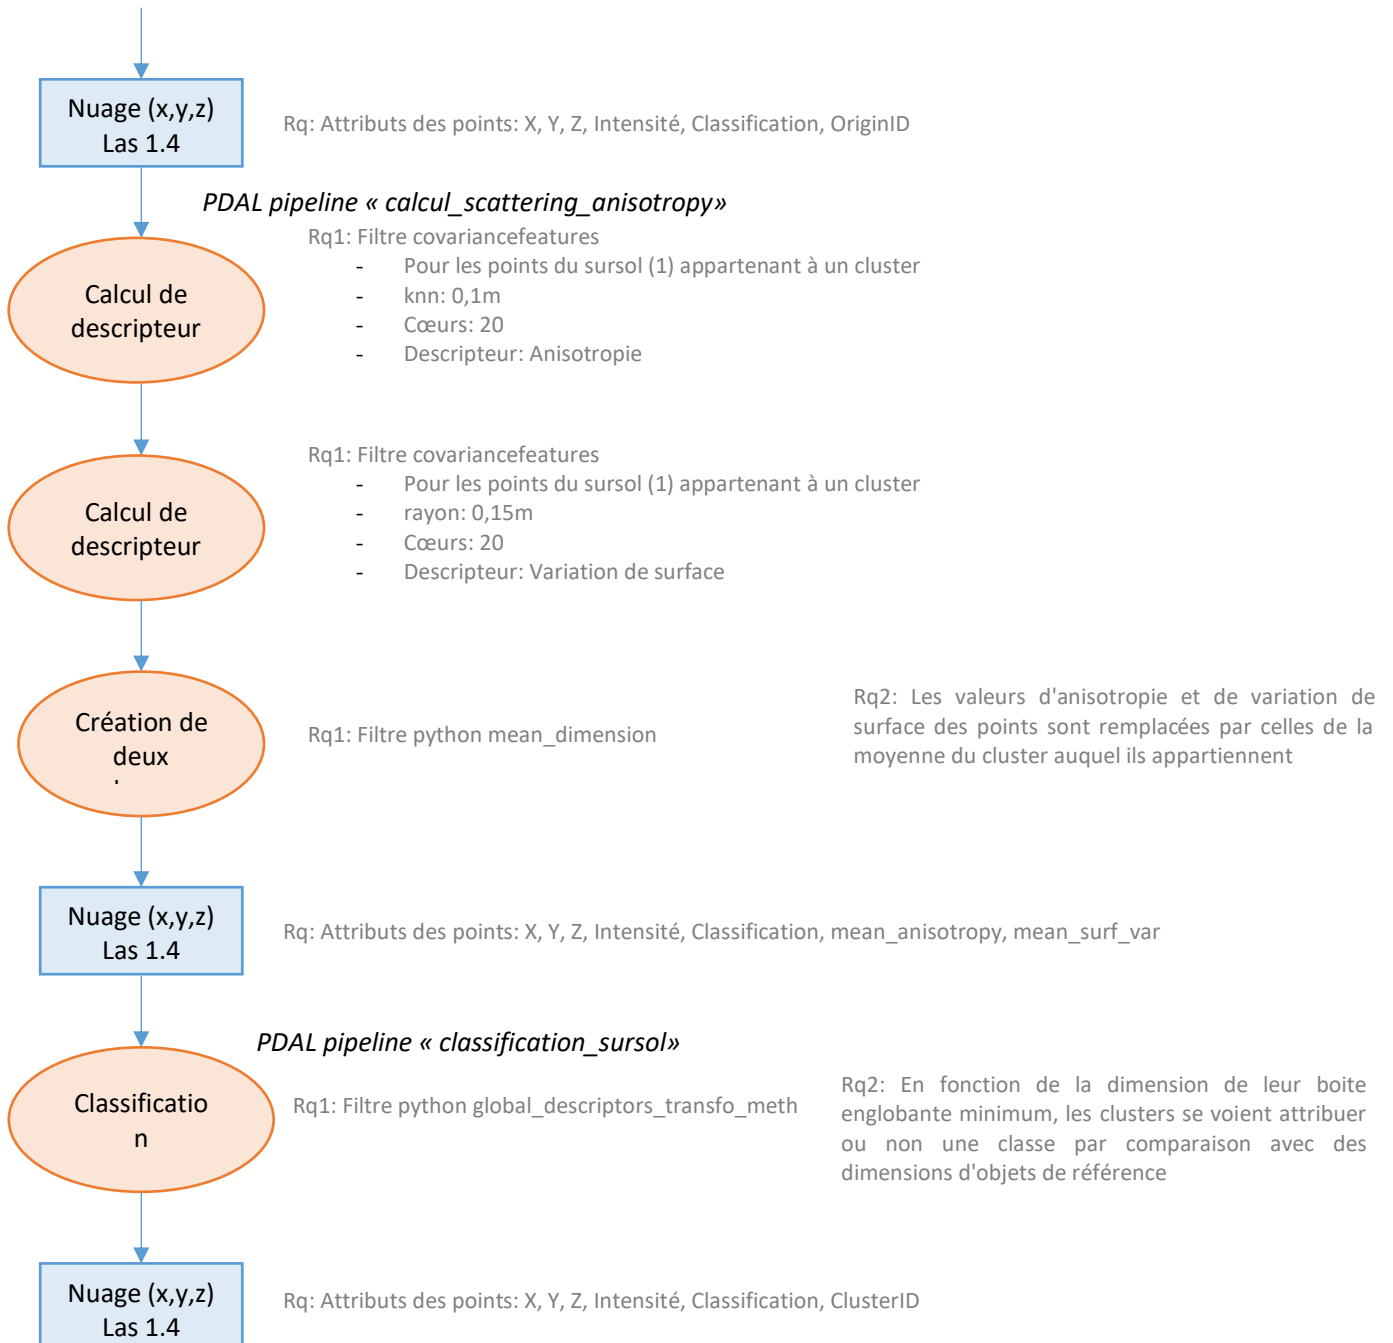 Nuage (x,y,z)
Las 1.4
Rq: Attributs des points: X, Y, Z, Intensité, Classification, OriginID
PDAL pipeline « calcul_scattering_anisotropy»
Calcul de
descripteur
Rq1: Filtre covariancefeatures
- Pour les points du sursol (1) appartenant à un cluster
- knn: 0,1m
- Cœurs: 20
- Descripteur: Anisotropie
Calcul de
descripteur
Rq1: Filtre covariancefeatures
- Pour les points du sursol (1) appartenant à un cluster
- rayon: 0,15m
- Cœurs: 20
- Descripteur: Variation de surface
Création de
deux
Rq1: Filtre python mean_dimension
Rq2: Les valeurs d'anisotropie et de variation de
surface des points sont remplacées par celles de la
moyenne du cluster auquel ils appartiennent
Nuage (x,y,z)
Las 1.4
Rq: Attributs des points: X, Y, Z, Intensité, Classification, mean_anisotropy, mean_surf_var
PDAL pipeline « classification_sursol»
Classificatio
n
Rq1: Filtre python global_descriptors_transfo_meth
Rq2: En fonction de la dimension de leur boite
englobante minimum, les clusters se voient attribuer
ou non une classe par comparaison avec des
dimensions d'objets de référence
Nuage (x,y,z)
Las 1.4
Rq: Attributs des points: X, Y, Z, Intensité, Classification, ClusterID